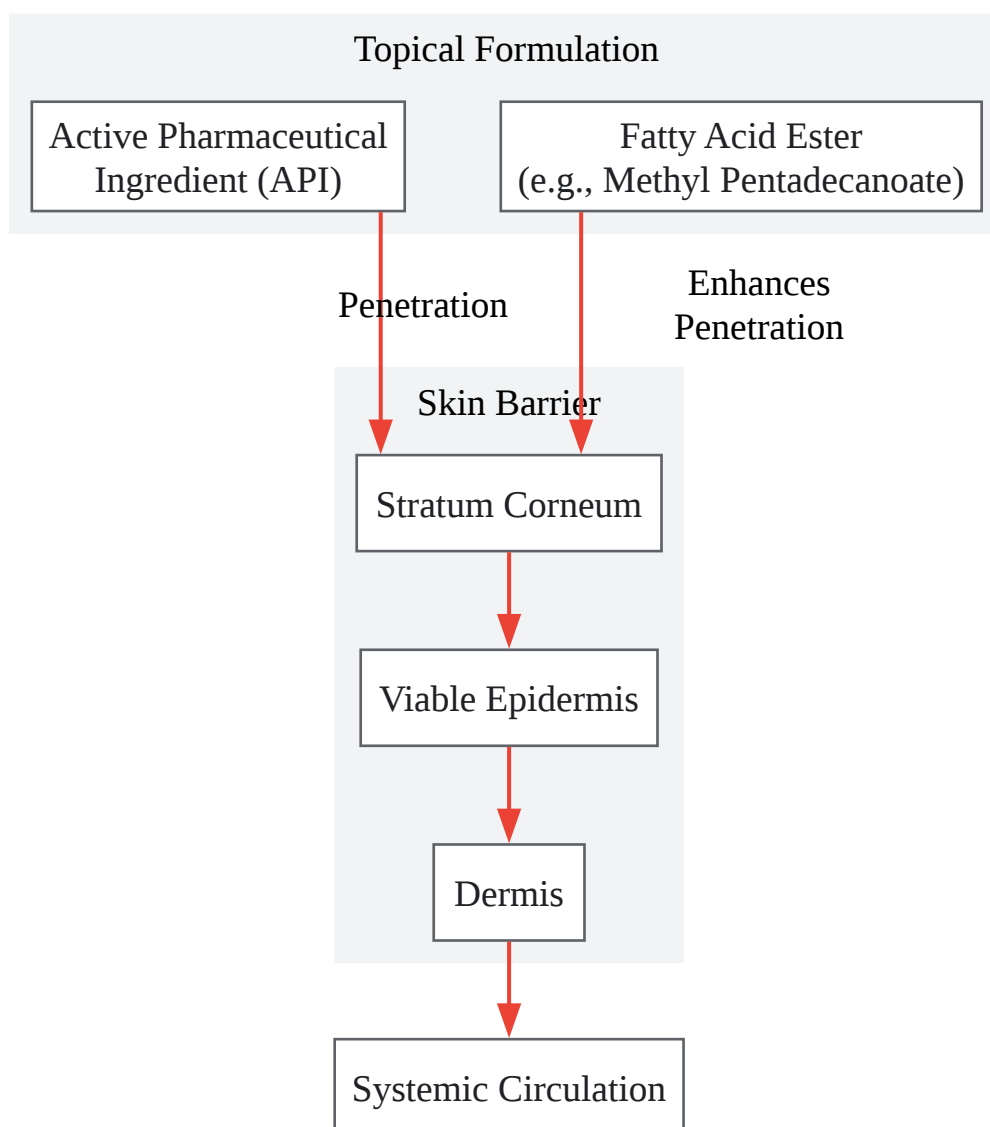 Topical Formulation
Active Pharmaceutical
Ingredient (API)
Fatty Acid Ester
(e.g., Methyl Pentadecanoate)
Penetration
Enhances
Penetration
Skin Barrier
Stratum Corneum
Viable Epidermis
Dermis
Systemic Circulation